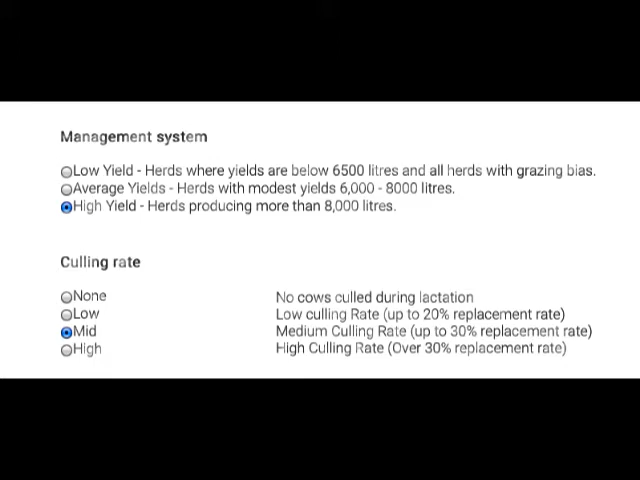 Management system
Low Yield - Herds where yields are below 6500 litres and all herds with grazing bias.
Average Yields - Herds with modest yields 6,000 - 8000 litres.
High Yield - Herds producing more than 8,000 litres.
Culling rate
None No cows culled during lactation
Low Low culling Rate (up to 20% replacement rate)
Mid Medium Culling Rate (up to 30% replacement rate)
High High Culling Rate (Over 30% replacement rate)